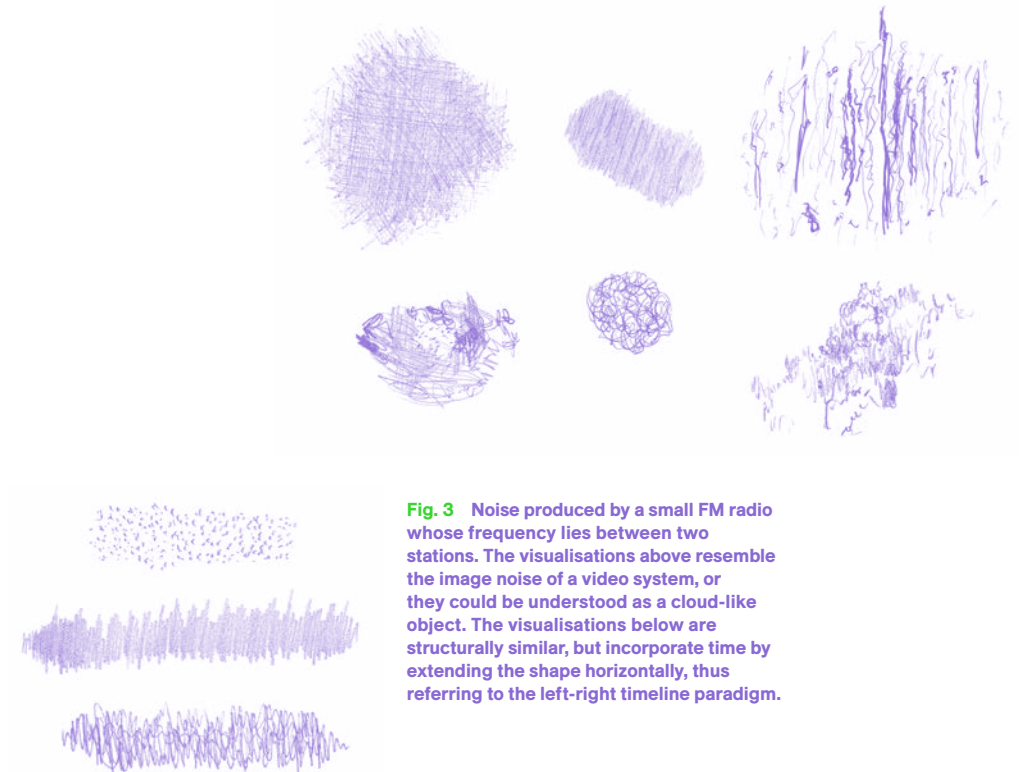 Fig. 3 Noise produced by a small FM radio
whose frequency lies between two
stations. The visualisations above resemble
the image noise of a video system, or
they could be understood as a cloud-like
object. The visualisations below are
structurally similar, but incorporate time by
extending the shape horizontally, thus
referring to the left-right timeline paradigm.